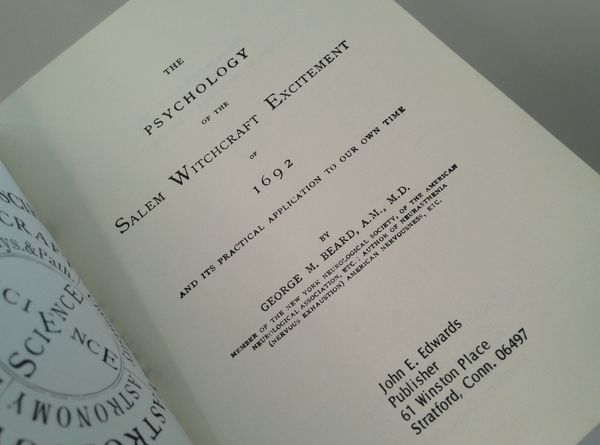 THE
PSYCHOLOGY
OF THE
SALEM WITCHCRAFT EXCITEMENT
OF
1692
AND ITS PRACTICAL APPLICATION TO OUR OWN TIME
BY
GEORGE M. BEARD, A.M., M.D.
MEMBER OF THE NEW YORK NEUROLOGICAL SOCIETY, OF THE AMERICAN
NEUROLOGICAL ASSOCIATION, ETC.; AUTHOR OF NEURASTHENIA
(NERVOUS EXHAUSTION) AMERICAN NERVOUSNESS, ETC.
John E. Edwards
Publisher
61 Winston Place
Stratford, Conn. 06497
SCIENCE
SCIENCE
ASTRONOMY